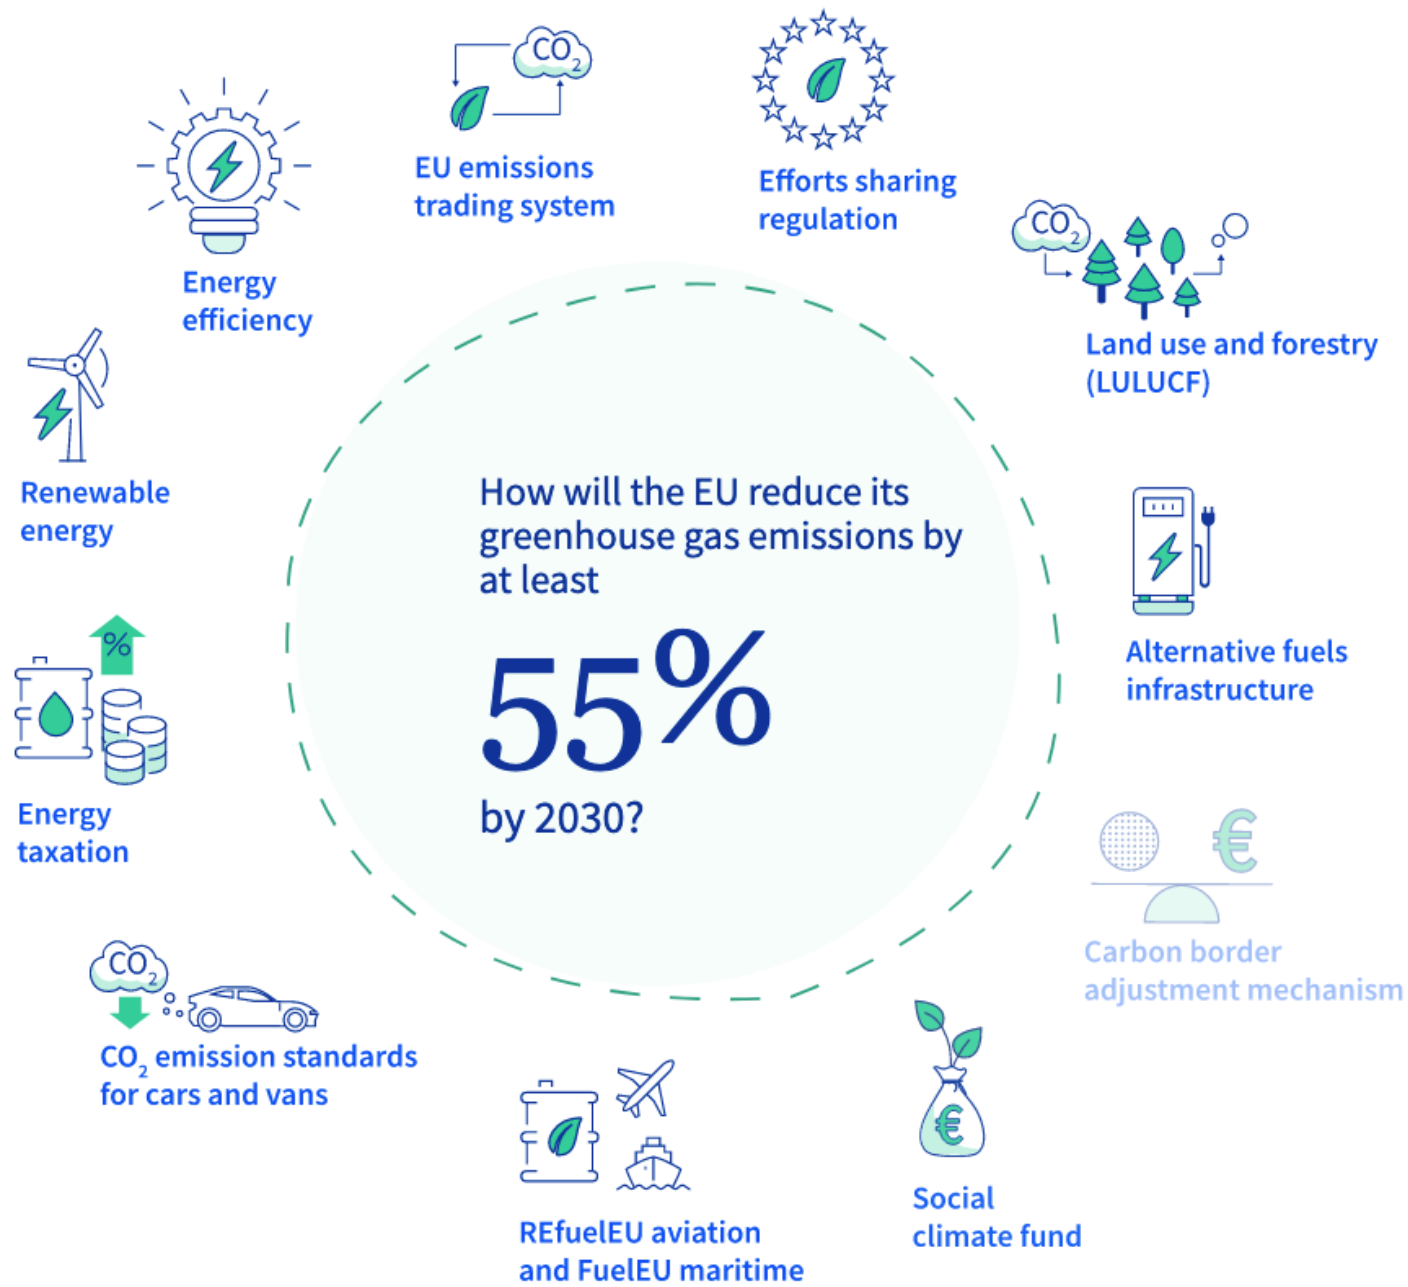 CO2
EU emissions
trading system
Efforts sharing
regulation
CO2
Land use and forestry
(LULUCF)
Alternative fuels
infrastructure
€
Carbon border
adjustment mechanism
€
Social
climate fund
REfuelEU aviation
and FuelEU maritime
CO2
CO2 emission standards
for cars and vans
%
Energy
taxation
Renewable
energy
Energy
efficiency
How will the EU reduce its
greenhouse gas emissions by
at least
55%
by 2030?